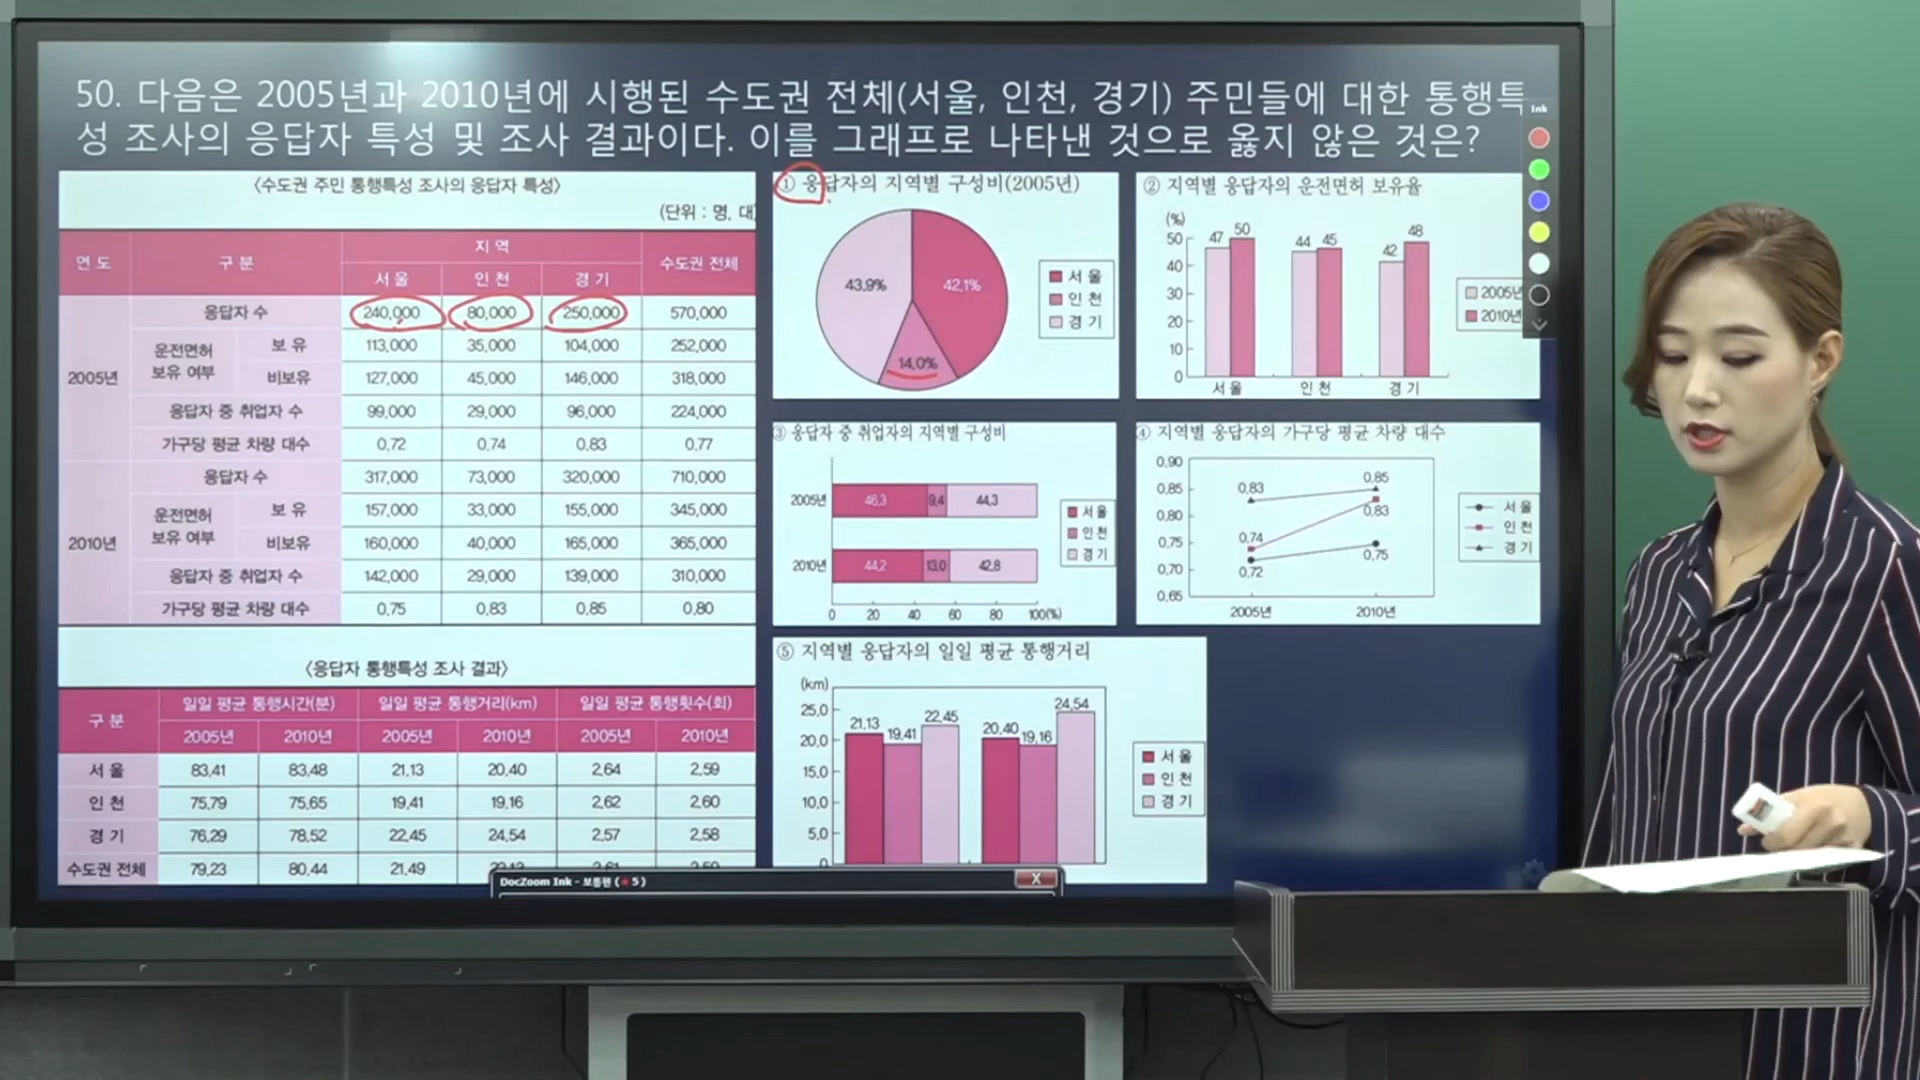 50. 다음은 2005년과 2010년에 시행된 수도권 전체(서울, 인천, 경기) 주민들에 대한 통행특
성 조사의 응답자 특성 및 조사 결과이다. 이를 그래프로 나타낸 것으로 옳지 않은 것은?
〈수도권 주민 통행특성 조사의 응답자 특성〉
(단위 : 명, 대)
연 도 구 분 지 역 수도권 전체
서 울 인 천 경 기
2005년
응답자 수 240,000 80,000 250,000 570,000
운전면허 보유 여부 보 유 113,000 35,000 104,000 252,000
비보유 127,000 45,000 146,000 318,000
응답자 중 취업자 수 99,000 29,000 96,000 224,000
가구당 평균 차량 대수 0.72 0.74 0.83 0.77
2010년
응답자 수 317,000 73,000 320,000 710,000
운전면허 보유 여부 보 유 157,000 33,000 155,000 345,000
비보유 160,000 40,000 165,000 365,000
응답자 중 취업자 수 142,000 29,000 139,000 310,000
가구당 평균 차량 대수 0.75 0.83 0.85 0.80
〈응답자 통행특성 조사 결과〉
구 분 일일 평균 통행시간(분) 일일 평균 통행거리(km) 일일 평균 통행횟수(회)
2005년 2010년 2005년 2010년 2005년 2010년
서 울 83.41 83.48 21.13 20.40 2.64 2.59
인 천 75.79 75.65 19.41 19.16 2.62 2.60
경 기 76.29 78.52 22.45 24.54 2.57 2.58
수도권 전체 79.23 80.44 21.49
① 응답자의 지역별 구성비(2005년)
43.9% 42.1%
14.0%
서 울
인 천
경 기
② 지역별 응답자의 운전면허 보유율
(%)
50
40
30
20
10
0
47 50 44 45 42 48
서 울 인 천 경 기
2005년
2010년
③ 응답자 중 취업자의 지역별 구성비
2005년 46.3 9.4 44.3
2010년 44.2 13.0 42.8
0 20 40 60 80 100(%)
서 울
인 천
경 기
④ 지역별 응답자의 가구당 평균 차량 대수
0.90
0.85
0.80
0.75
0.70
0.65
0.83 0.85
0.83
0.74
0.72 0.75
2005년 2010년
서 울
인 천
경 기
⑤ 지역별 응답자의 일일 평균 통행거리
(km)
25.0
20.0
15.0
10.0
5.0
0
21.13 19.41 22.45 20.40 19.16 24.54
서 울
인 천
경 기
Ink
DocZoom Ink - 보통펜 ( 5 )
X